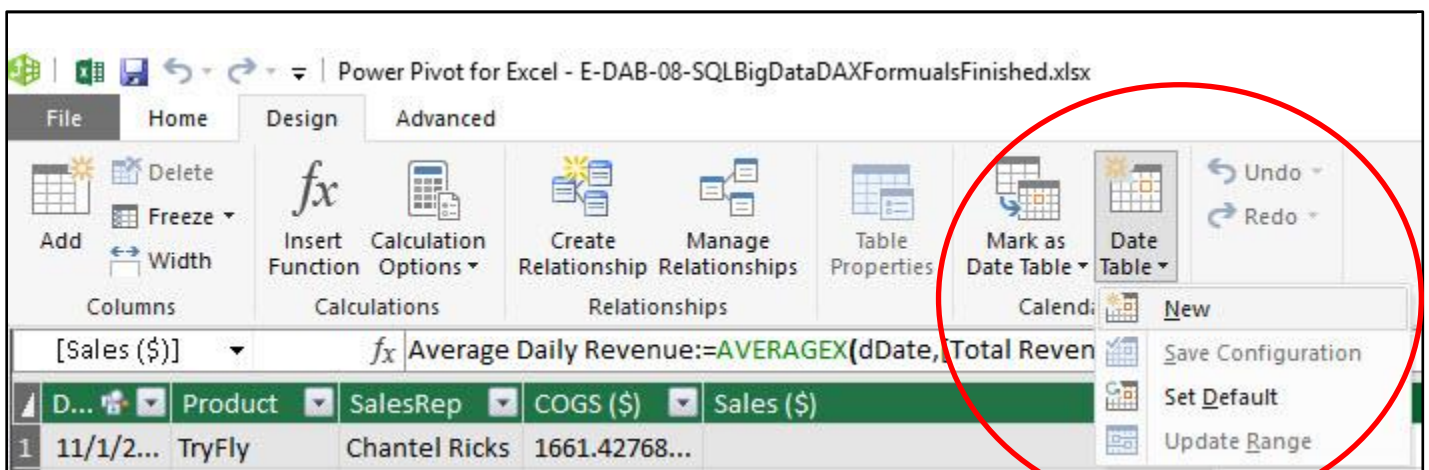 Power Pivot for Excel - E-DAB-08-SQLBigDataDAXFormualsFinished.xlsx
File Home Design Advanced
Add
Delete
Freeze
Width
Columns
fx
Insert Function
Calculation Options
Calculations
Create Relationship
Manage Relationships
Relationships
Table Properties
Mark as Date Table
Date Table
Calend
Undo
Redo
New
Save Configuration
Set Default
Update Range
[Sales ($)] fx Average Daily Revenue:=AVERAGEX(dDate,[Total Reven
D... Product SalesRep COGS ($) Sales ($)
1 11/1/2... TryFly Chantel Ricks 1661.42768...